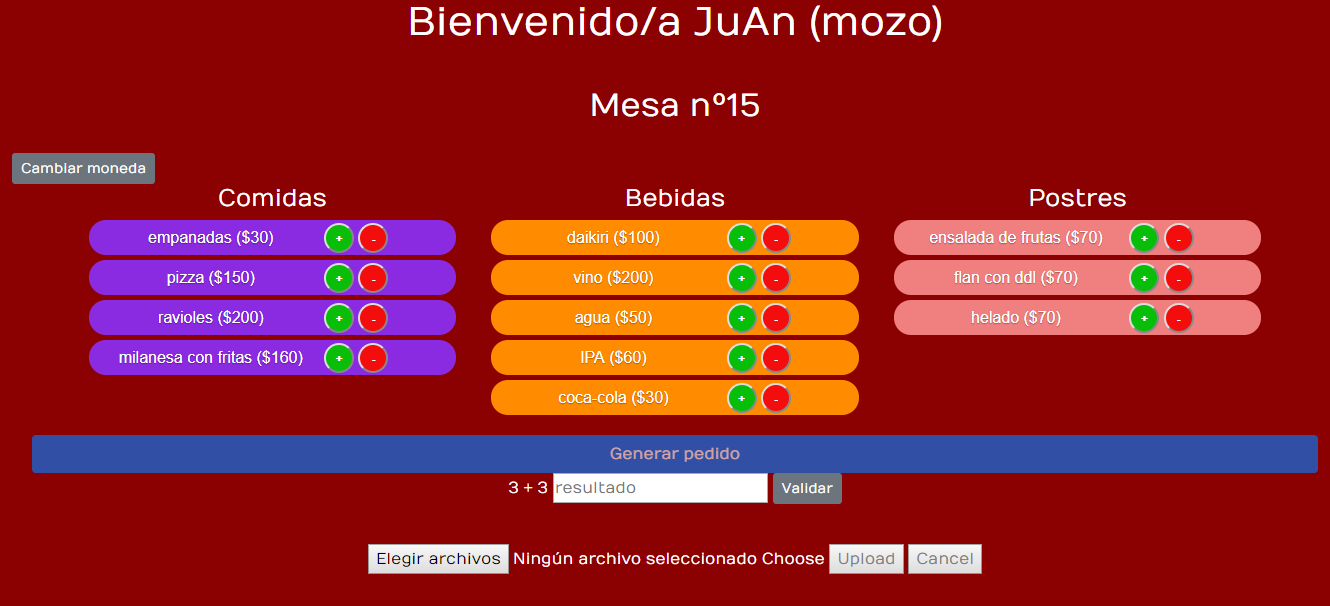 Bienvenido/a JuAn (mozo)
Mesa nº15
Cambiar moneda
Comidas
empanadas ($30) + -
pizza ($150) + -
ravioles ($200) + -
milanesa con fritas ($160) + -
Bebidas
daikiri ($100) + -
vino ($200) + -
agua ($50) + -
IPA ($60) + -
coca-cola ($30) + -
Postres
ensalada de frutas ($70) + -
flan con ddl ($70) + -
helado ($70) + -
Generar pedido
3 + 3 resultado Validar
Elegir archivos Ningún archivo seleccionado Choose Upload Cancel